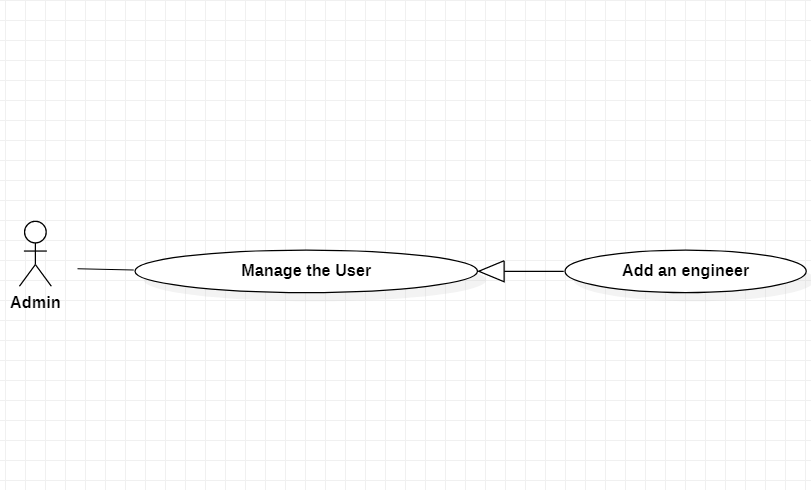 Manage the User
Add an engineer
Admin